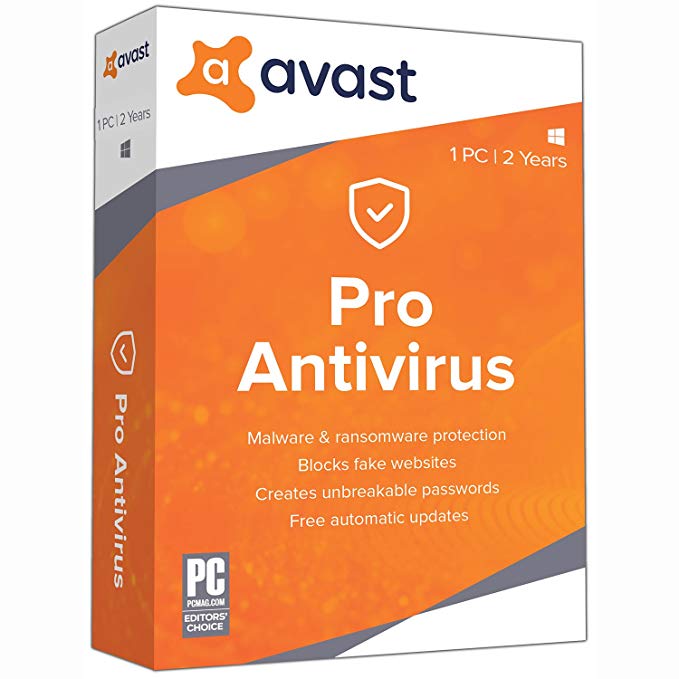 avast
1 PC | 2 Years
Pro Antivirus
avast
1 PC | 2 Years
Pro
Antivirus
Malware & ransomware protection
Blocks fake websites
Creates unbreakable passwords
Free automatic updates
PC
PCMAG.COM
EDITORS'
CHOICE